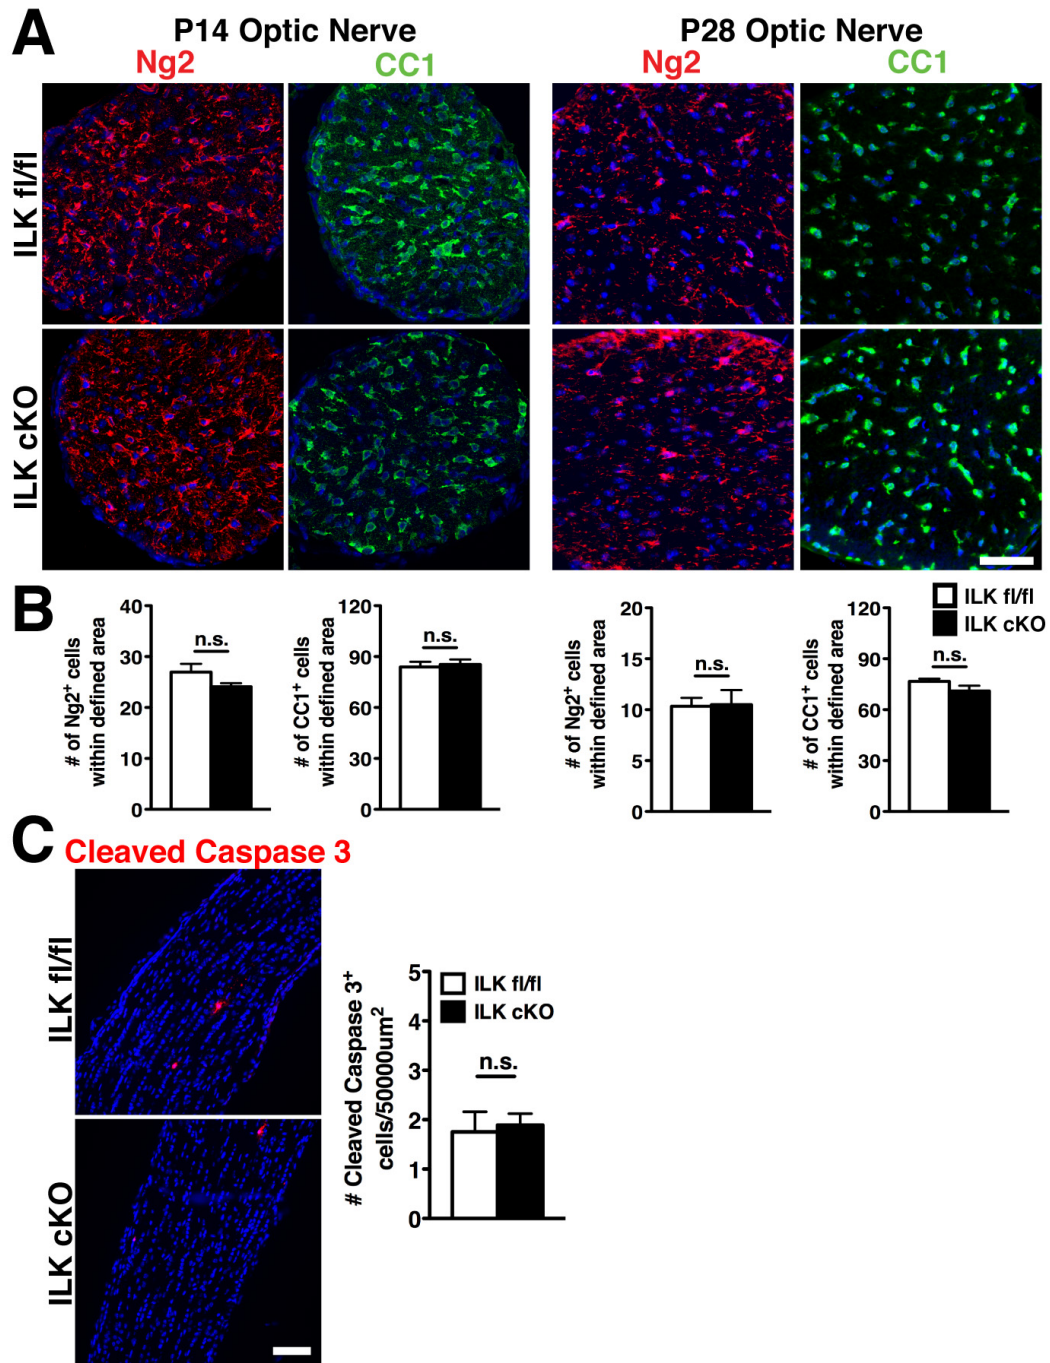 A
P14 Optic Nerve
P28 Optic Nerve
Ng2
CC1
Ng2
CC1
ILK fl/fl
ILK cKO
B
ILK fl/fl
ILK cKO
# of Ng2+ cells
within defined area
40
30
20
10
0
n.s.
# of CC1+ cells
within defined area
120
90
60
30
0
n.s.
# of Ng2+ cells
within defined area
20
15
10
5
0
n.s.
# of CC1+ cells
within defined area
120
90
60
30
0
n.s.
C
Cleaved Caspase 3
ILK fl/fl
ILK cKO
# Cleaved Caspase 3+
cells/50000um2
5
4
3
2
1
0
ILK fl/fl
ILK cKO
n.s.